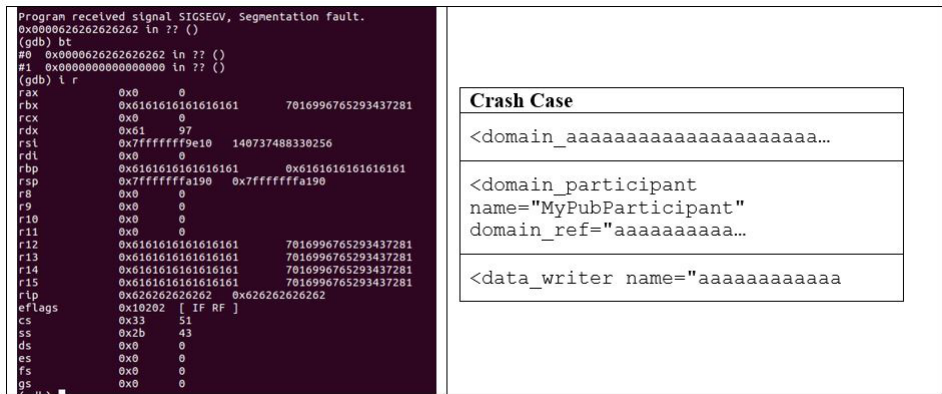 Program received signal SIGSEGV, Segmentation fault.
0x0000626262626262 in ?? ()
(gdb) bt
#0 0x0000626262626262 in ?? ()
#1 0x0000000000000000 in ?? ()
(gdb) i r
rax 0x0 0
rbx 0x6161616161616161 7016996765293437281
rcx 0x0 0
rdx 0x61 97
rsi 0x7fffffff9e10 140737488330256
rdi 0x0 0
rbp 0x6161616161616161 0x6161616161616161
rsp 0x7fffffffa190 0x7fffffffa190
r8 0x0 0
r9 0x0 0
r10 0x0 0
r11 0x0 0
r12 0x6161616161616161 7016996765293437281
r13 0x6161616161616161 7016996765293437281
r14 0x6161616161616161 7016996765293437281
r15 0x6161616161616161 7016996765293437281
rip 0x626262626262 0x626262626262
eflags 0x10202 [ IF RF ]
cs 0x33 51
ss 0x2b 43
ds 0x0 0
es 0x0 0
fs 0x0 0
gs 0x0 0
Crash Case
<domain_aaaaaaaaaaaaaaaaaaaaa…
<domain_participant
name="MyPubParticipant"
domain_ref="aaaaaaaaaa…
<data_writer name="aaaaaaaaaaaa